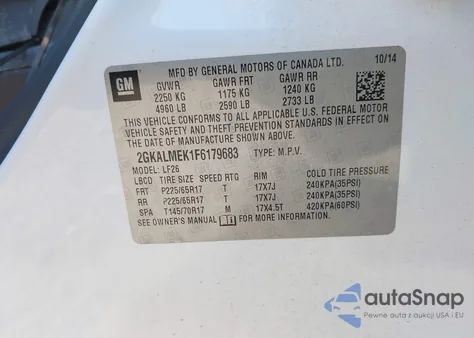 GM
MFD BY GENERAL MOTORS OF CANADA LTD. 10/14
GVWR GAWR FRT GAWR RR
2250 KG 1175 KG 1240 KG
4960 LB 2590 LB 2733 LB
THIS VEHICLE CONFORMS TO ALL APPLICABLE U.S. FEDERAL MOTOR
VEHICLE SAFETY AND THEFT PREVENTION STANDARDS IN EFFECT ON
THE DATE OF MANUFACTURE SHOWN ABOVE.
2GKALMEK1F6179683 TYPE: M.P.V.
MODEL: LF26
LBCD TIRE SIZE SPEED RTG RIM COLD TIRE PRESSURE
FRT P225/65R17 T 17X7J 240KPA(35PSI)
RR P225/65R17 T 17X7J 240KPA(35PSI)
SPA T145/70R17 M 17X4.5T 420KPA(60PSI)
SEE OWNER'S MANUAL FOR MORE INFORMATION.
autoSnap
Pewne auta z USA i EU